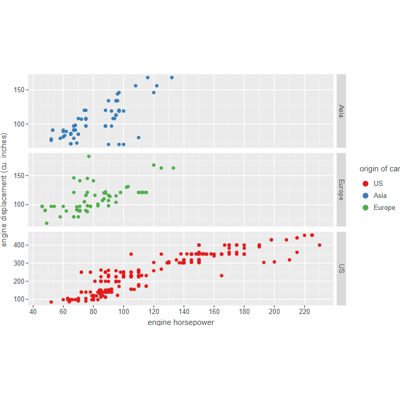 150
100
Asia
150
100
Europe
400
300
200
100
US
40 60 80 100 120 140 160 180 200 220
engine horsepower
engine displacement (cu. inches)
origin of car
US
Asia
Europe